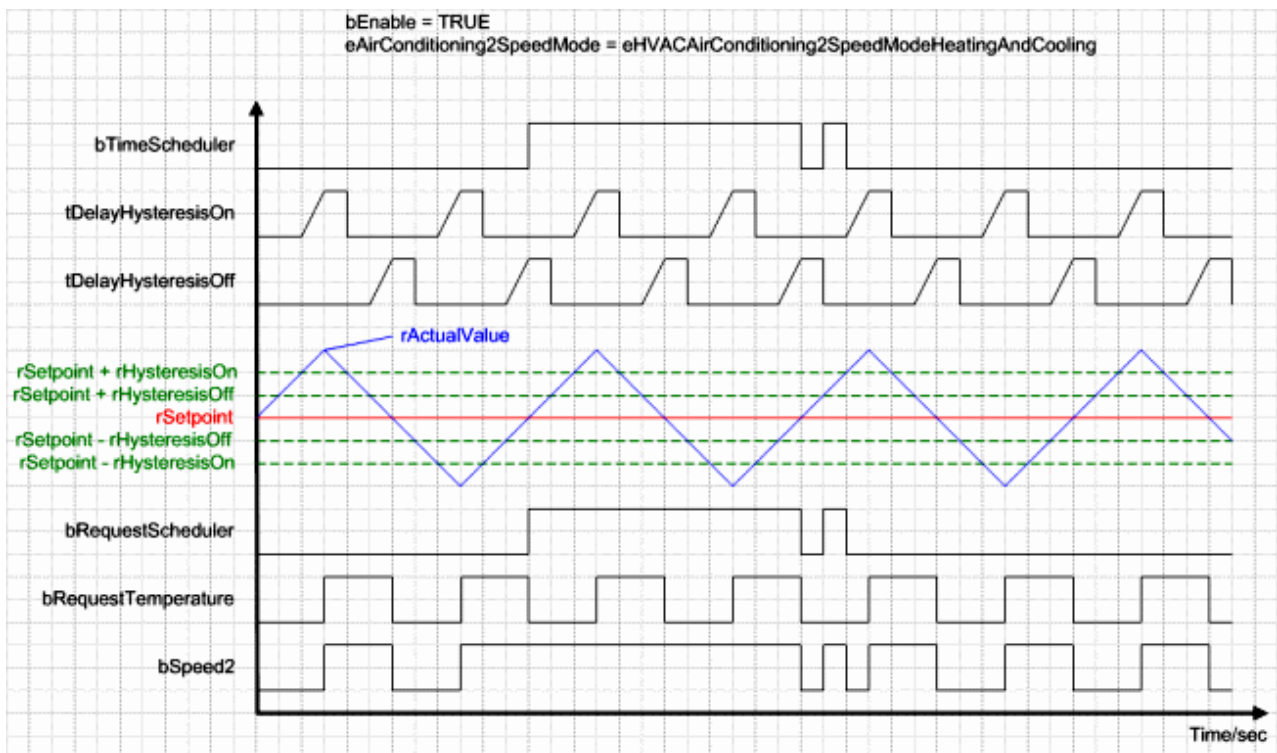 bEnable = TRUE
eAirConditioning2SpeedMode = eHVACAirConditioning2SpeedModeHeatingAndCooling
bTimeScheduler
tDelayHysteresisOn
tDelayHysteresisOff
rActualValue
rSetpoint + rHysteresisOn
rSetpoint + rHysteresisOff
rSetpoint
rSetpoint - rHysteresisOff
rSetpoint - rHysteresisOn
bRequestScheduler
bRequestTemperature
bSpeed2
Time/sec